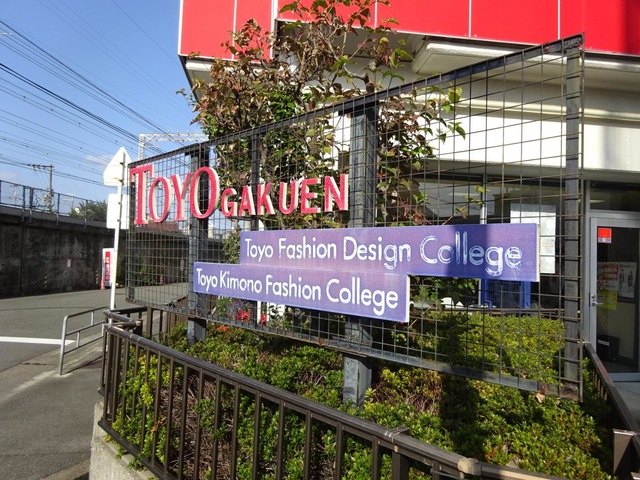 TOYO GAKUEN
Toyo Fashion Design College
Toyo Kimono Fashion College